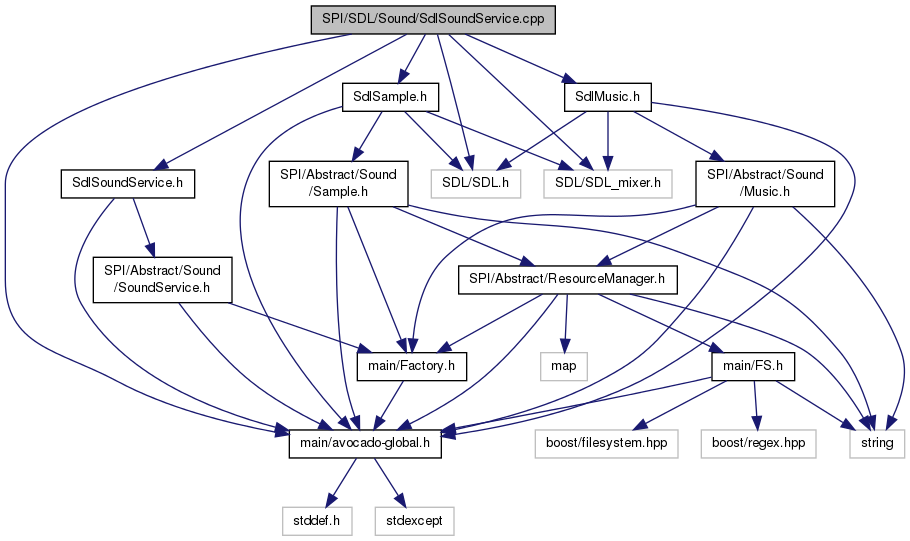 SPI/SDL/Sound/SdlSoundService.cpp
SdlSample.h
SdlMusic.h
SdlSoundService.h
SPI/Abstract/Sound
/Sample.h
SDL/SDL.h
SDL/SDL_mixer.h
SPI/Abstract/Sound
/Music.h
SPI/Abstract/Sound
/SoundService.h
SPI/Abstract/ResourceManager.h
main/Factory.h
map
main/FS.h
main/avocado-global.h
boost/filesystem.hpp
boost/regex.hpp
string
stddef.h
stdexcept